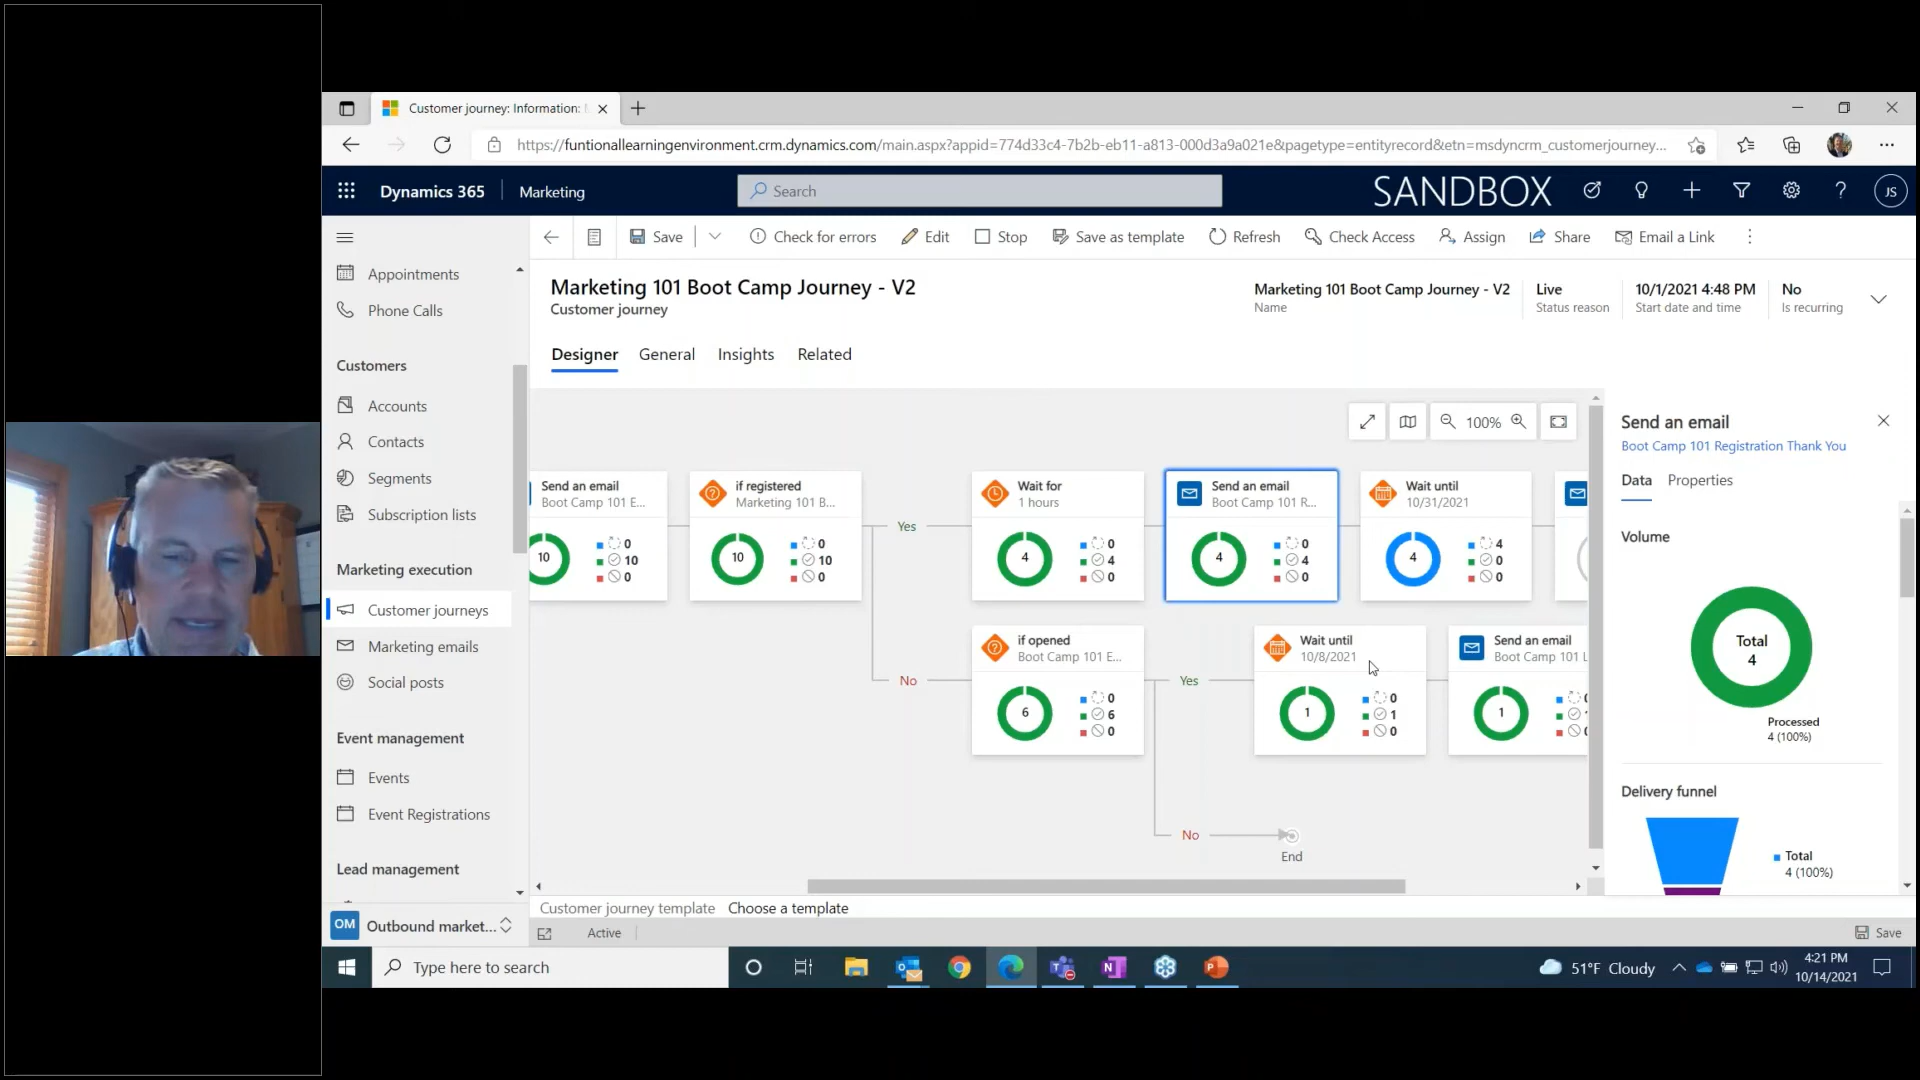 Customer journey: Information:
https://funtionallearningenvironment.crm.dynamics.com/main.aspx?appid=774d33c4-7b2b-eb11-a813-000d3a9a021e&pagetype=entityrecord&etn=msdyncrm_customerjourney...
Dynamics 365
Marketing
Search
SANDBOX
JS
Save
Check for errors
Edit
Stop
Save as template
Refresh
Check Access
Assign
Share
Email a Link
Appointments
Phone Calls
Customers
Accounts
Contacts
Segments
Subscription lists
Marketing execution
Customer journeys
Marketing emails
Social posts
Event management
Events
Event Registrations
Lead management
OM
Outbound market...
Marketing 101 Boot Camp Journey - V2
Customer journey
Marketing 101 Boot Camp Journey - V2
Name
Live
Status reason
10/1/2021 4:48 PM
Start date and time
No
Is recurring
Designer
General
Insights
Related
100%
Send an email
Boot Camp 101 E...
10
0
10
0
if registered
Marketing 101 B...
10
0
10
0
Yes
Wait for
1 hours
4
0
4
0
Send an email
Boot Camp 101 R...
4
0
4
0
Wait until
10/31/2021
4
4
0
0
No
if opened
Boot Camp 101 E...
6
0
6
0
Yes
Wait until
10/8/2021
1
0
1
0
Send an email
Boot Camp 101 L
1
No
End
Send an email
Boot Camp 101 Registration Thank You
Data
Properties
Volume
Total
4
Processed
4 (100%)
Delivery funnel
Total
4 (100%)
Customer journey template
Choose a template
Active
Save
Type here to search
51°F Cloudy
4:21 PM
10/14/2021